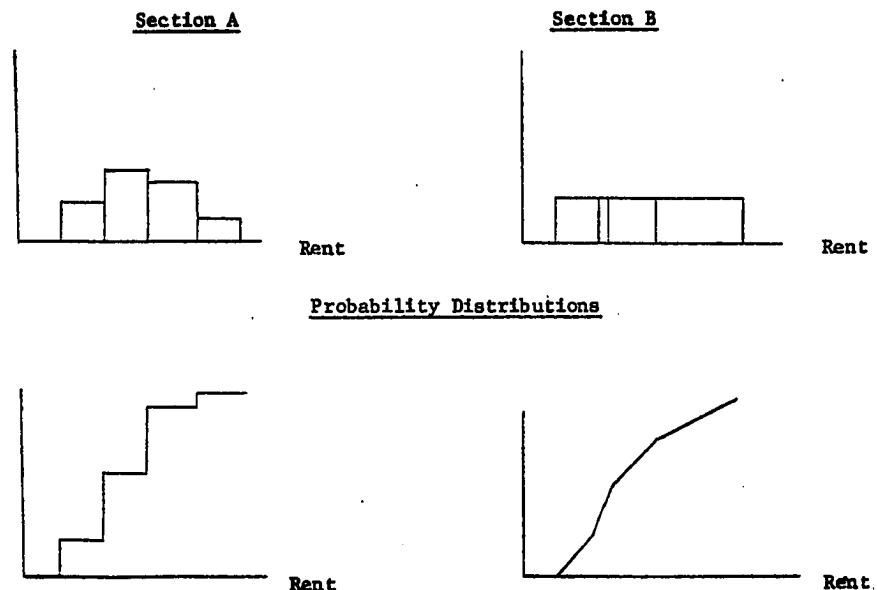 Section A
Section B
Rent
Rent
Probability Distributions
Rent
Rent.